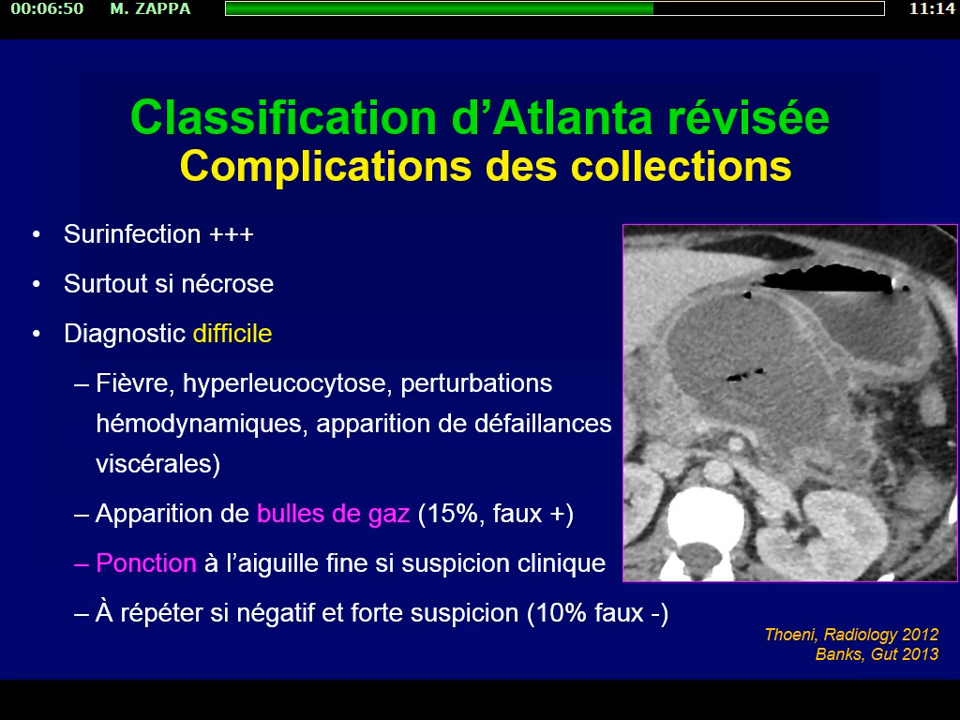 00:06:50 M. ZAPPA 11:14
Classification d'Atlanta révisée
Complications des collections
• Surinfection +++
• Surtout si nécrose
• Diagnostic difficile
– Fièvre, hyperleucocytose, perturbations
hémodynamiques, apparition de défaillances
viscérales)
– Apparition de bulles de gaz (15%, faux +)
– Ponction à l'aiguille fine si suspicion clinique
– À répéter si négatif et forte suspicion (10% faux -)
Thoeni, Radiology 2012
Banks, Gut 2013